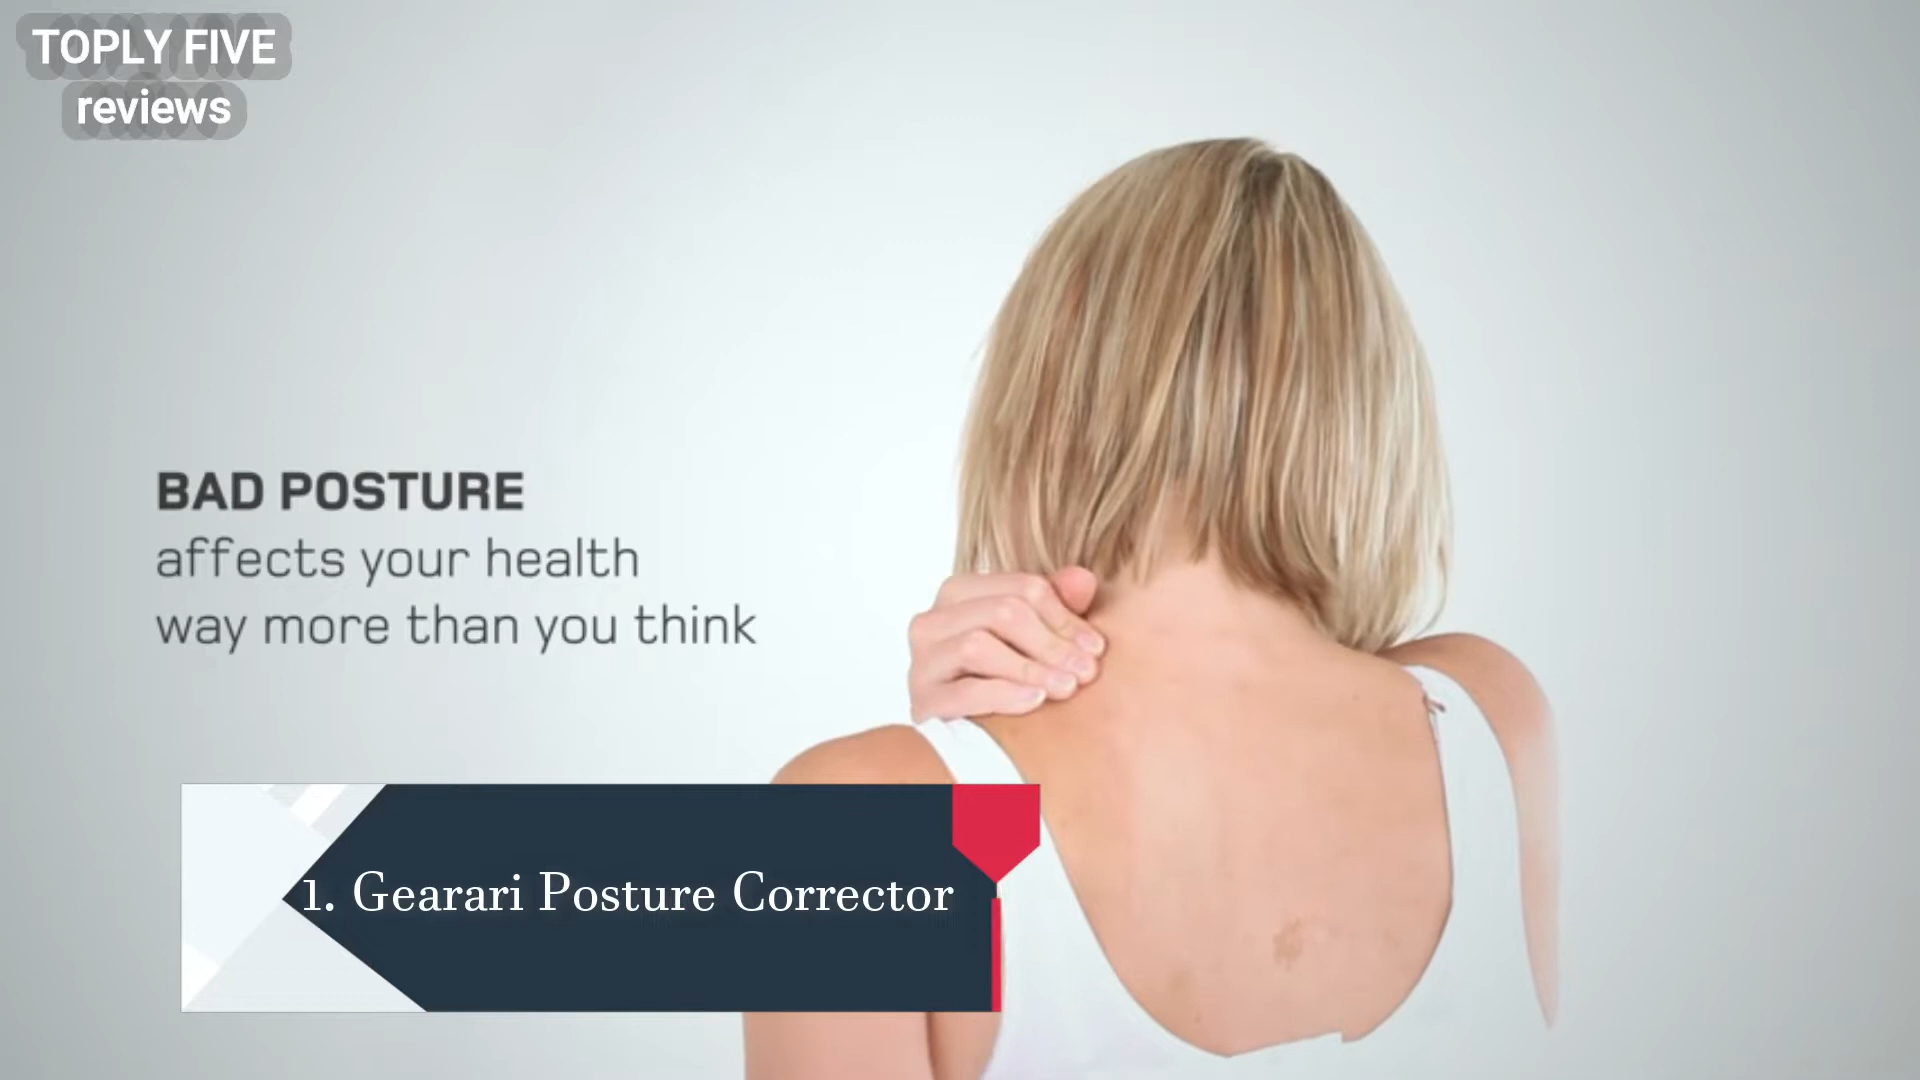 TOPLY FIVE
reviews
BAD POSTURE
affects your health
way more than you think
1. Gearari Posture Corrector